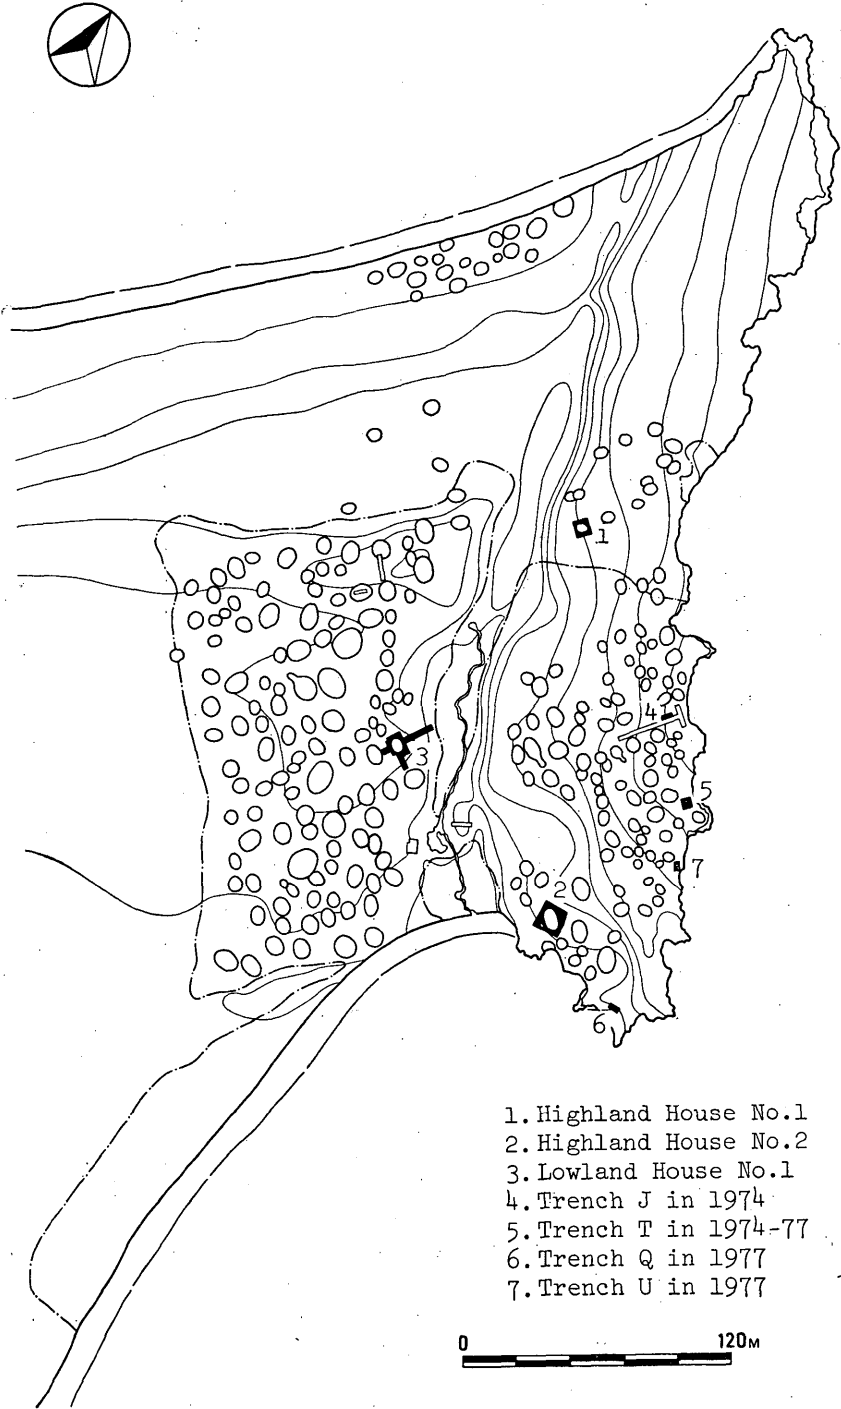 1
4
5
3
7
2
6
1. Highland House No.1
2. Highland House No.2
3. Lowland House No.1
4. Trench J in 1974
5. Trench T in 1974-77
6. Trench Q in 1977
7. Trench U in 1977
0 120M